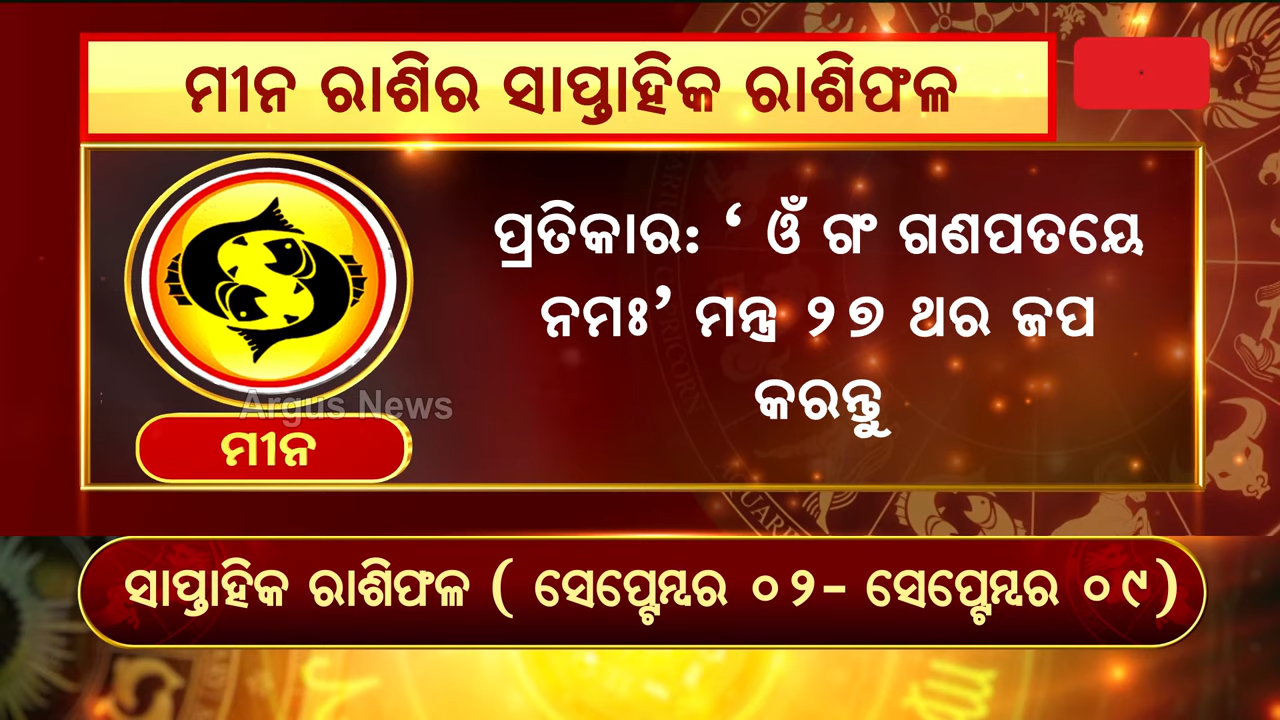 ମୀନ ରାଶିର ସାପ୍ତାହିକ ରାଶିଫଳ
ପ୍ରତିକାର: ‘ ଓଁ ଙ୍ଗ ଗଣପତୟେ
ନମଃ’ ମନ୍ତ୍ର ୨୭ ଥର ଜପ
କରନ୍ତୁ
Argus News
ମୀନ
ସାପ୍ତାହିକ ରାଶିଫଳ ( ସେପ୍ଟେମ୍ବର ୦୨- ସେପ୍ଟେମ୍ବର ୦୯)